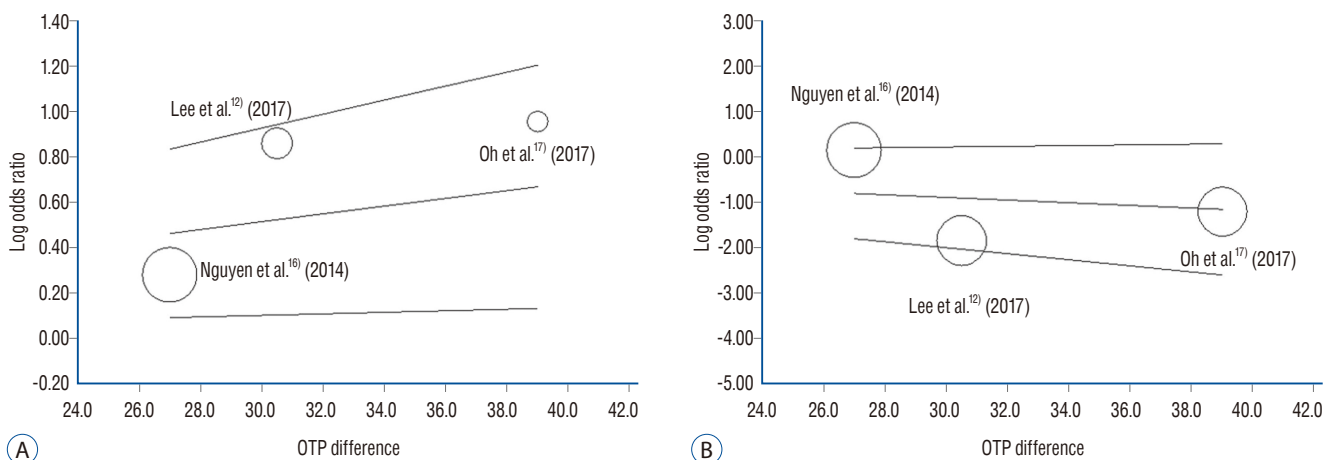 1.40
1.20
1.00
0.80
0.60
0.40
0.20
0.00
-0.20
Log odds ratio
Lee et al.12) (2017)
Oh et al.17) (2017)
Nguyen et al.16) (2014)
24.0 26.0 28.0 30.0 32.0 34.0 36.0 38.0 40.0 42.0
OTP difference
A
3.00
2.00
1.00
0.00
-1.00
-2.00
-3.00
-4.00
-5.00
Log odds ratio
Nguyen et al.16) (2014)
Oh et al.17) (2017)
Lee et al.12) (2017)
24.0 26.0 28.0 30.0 32.0 34.0 36.0 38.0 40.0 42.0
OTP difference
B